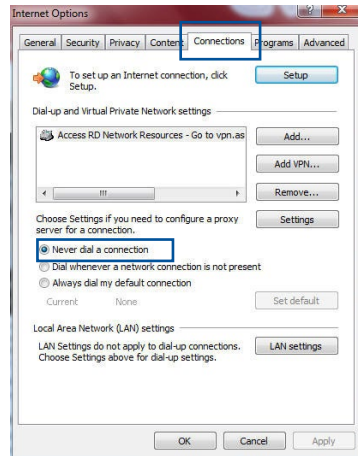 Internet Options
General Security Privacy Content Connections Programs Advanced
To set up an Internet connection, click
Setup.
Setup
Dial-up and Virtual Private Network settings
Access RD Network Resources - Go to vpn.as
Add...
Add VPN...
Remove...
Choose Settings if you need to configure a proxy
server for a connection.
Settings
Never dial a connection
Dial whenever a network connection is not present
Always dial my default connection
Current None
Set default
Local Area Network (LAN) settings
LAN Settings do not apply to dial-up connections.
Choose Settings above for dial-up settings.
LAN settings
OK Cancel Apply